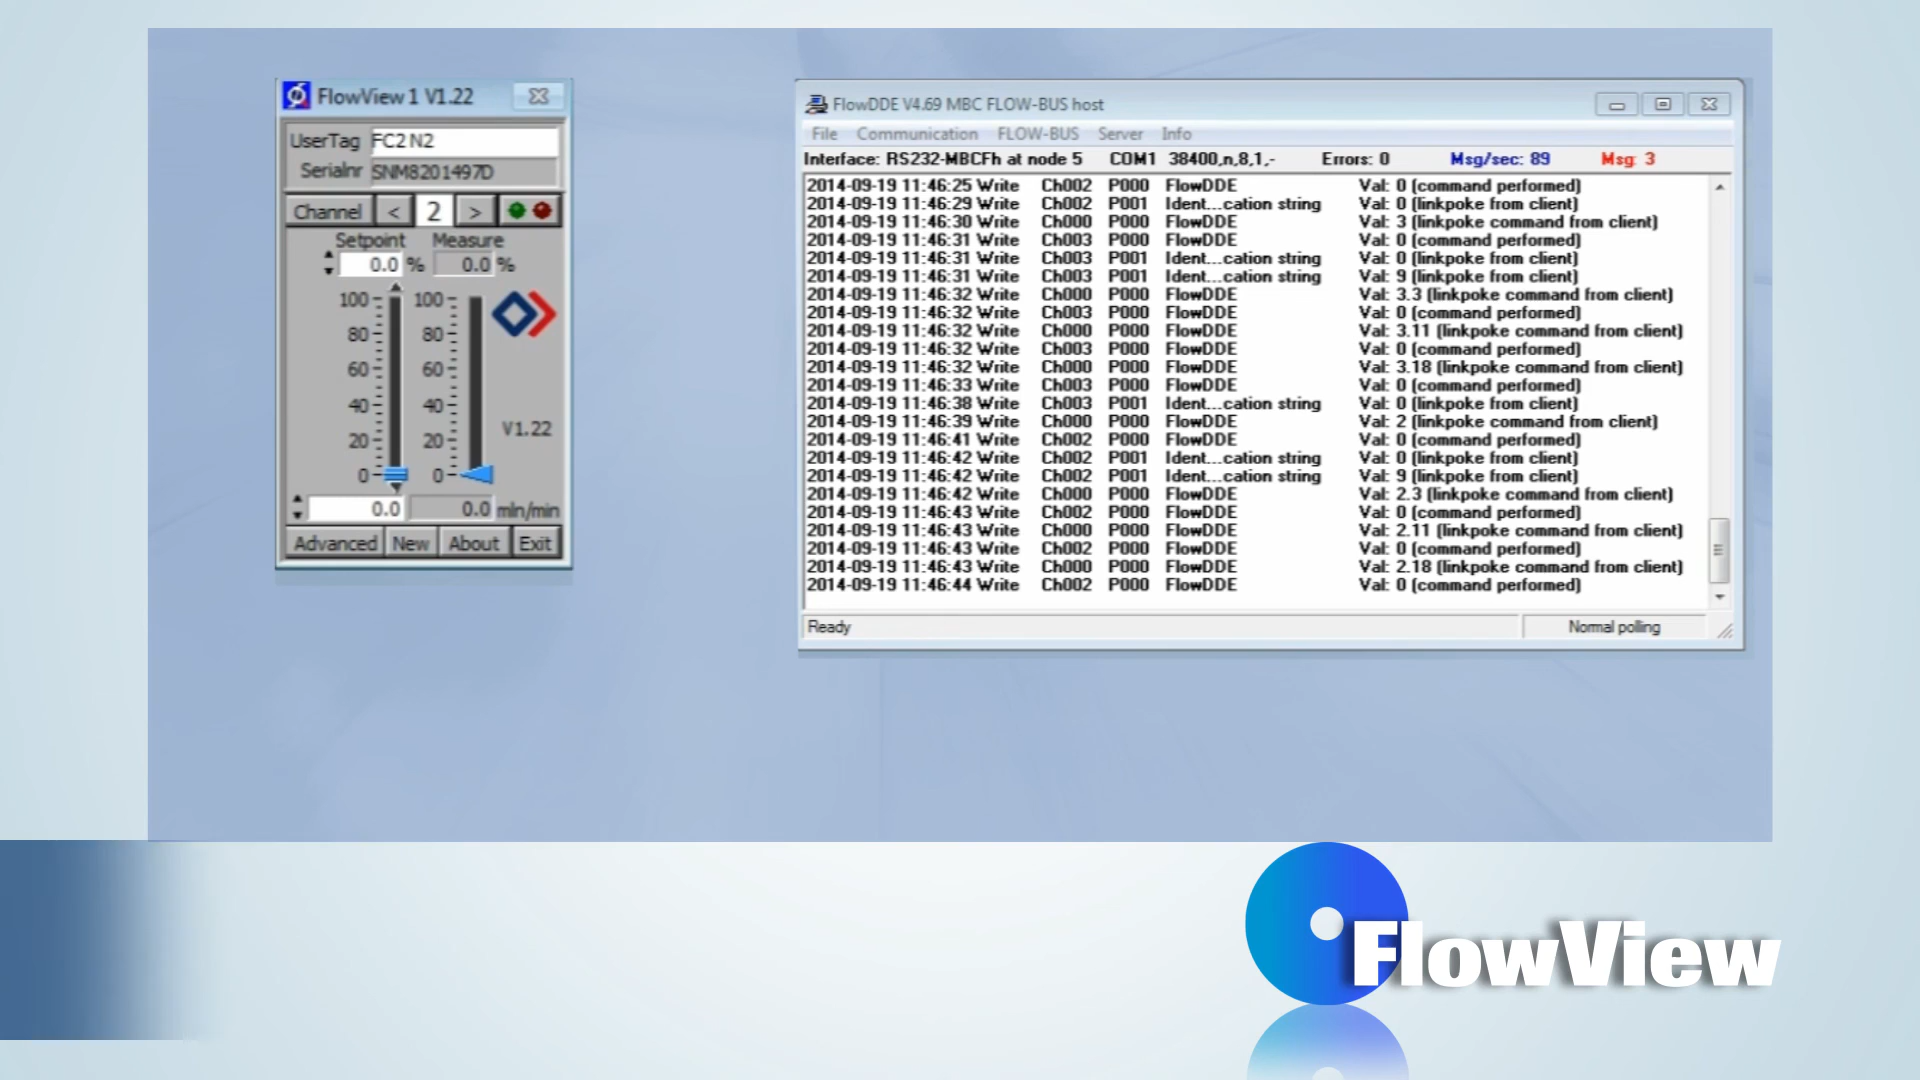 FlowView 1 V1.22
UserTag FC2 N2
Serialnr SNM8201497D
Channel < 2 >
Setpoint Measure
0.0 % 0.0 %
100 100
80 80
60 60
40 40
V1.22
20 20
0 0
0.0 0.0 mln/min
Advanced New About Exit
FlowDDE V4.69 MBC FLOW-BUS host
File Communication FLOW-BUS Server Info
Interface: RS232-MBCFh at node 5 COM1 38400,n,8,1,- Errors: 0 Msg/sec: 89 Msg: 3
2014-09-19 11:46:25 Write Ch002 P000 FlowDDE Val: 0 (command performed)
2014-09-19 11:46:29 Write Ch002 P001 Ident...cation string Val: 0 (linkpoke from client)
2014-09-19 11:46:30 Write Ch000 P000 FlowDDE Val: 3 (linkpoke command from client)
2014-09-19 11:46:31 Write Ch003 P000 FlowDDE Val: 0 (command performed)
2014-09-19 11:46:31 Write Ch003 P001 Ident...cation string Val: 0 (linkpoke from client)
2014-09-19 11:46:31 Write Ch003 P001 Ident...cation string Val: 9 (linkpoke from client)
2014-09-19 11:46:32 Write Ch000 P000 FlowDDE Val: 3.3 (linkpoke command from client)
2014-09-19 11:46:32 Write Ch003 P000 FlowDDE Val: 0 (command performed)
2014-09-19 11:46:32 Write Ch000 P000 FlowDDE Val: 3.11 (linkpoke command from client)
2014-09-19 11:46:32 Write Ch003 P000 FlowDDE Val: 0 (command performed)
2014-09-19 11:46:32 Write Ch000 P000 FlowDDE Val: 3.18 (linkpoke command from client)
2014-09-19 11:46:33 Write Ch003 P000 FlowDDE Val: 0 (command performed)
2014-09-19 11:46:38 Write Ch003 P001 Ident...cation string Val: 0 (linkpoke from client)
2014-09-19 11:46:39 Write Ch000 P000 FlowDDE Val: 2 (linkpoke command from client)
2014-09-19 11:46:41 Write Ch002 P000 FlowDDE Val: 0 (command performed)
2014-09-19 11:46:42 Write Ch002 P001 Ident...cation string Val: 0 (linkpoke from client)
2014-09-19 11:46:42 Write Ch002 P001 Ident...cation string Val: 9 (linkpoke from client)
2014-09-19 11:46:42 Write Ch000 P000 FlowDDE Val: 2.3 (linkpoke command from client)
2014-09-19 11:46:43 Write Ch002 P000 FlowDDE Val: 0 (command performed)
2014-09-19 11:46:43 Write Ch000 P000 FlowDDE Val: 2.11 (linkpoke command from client)
2014-09-19 11:46:43 Write Ch002 P000 FlowDDE Val: 0 (command performed)
2014-09-19 11:46:43 Write Ch000 P000 FlowDDE Val: 2.18 (linkpoke command from client)
2014-09-19 11:46:44 Write Ch002 P000 FlowDDE Val: 0 (command performed)
Ready Normal polling
FlowView